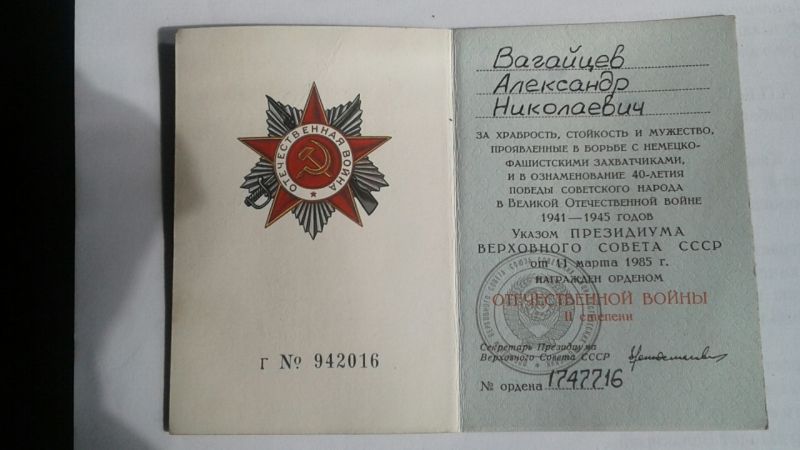 ОТЕЧЕСТВЕННАЯ ВОЙНА
Г № 942016
Вагайцев
Александр
Николаевич
ЗА ХРАБРОСТЬ, СТОЙКОСТЬ И МУЖЕСТВО,
ПРОЯВЛЕННЫЕ В БОРЬБЕ С НЕМЕЦКО-
ФАШИСТСКИМИ ЗАХВАТЧИКАМИ,
И В ОЗНАМЕНОВАНИЕ 40-ЛЕТИЯ
ПОБЕДЫ СОВЕТСКОГО НАРОДА
В ВЕЛИКОЙ ОТЕЧЕСТВЕННОЙ ВОЙНЕ
1941—1945 ГОДОВ
УКАЗОМ ПРЕЗИДИУМА
ВЕРХОВНОГО СОВЕТА СССР
от 11 марта 1985 г.
НАГРАЖДЕН ОРДЕНОМ
ОТЕЧЕСТВЕННОЙ ВОЙНЫ
II степени
Секретарь Президиума
Верховного Совета СССР
№ ордена 1747716